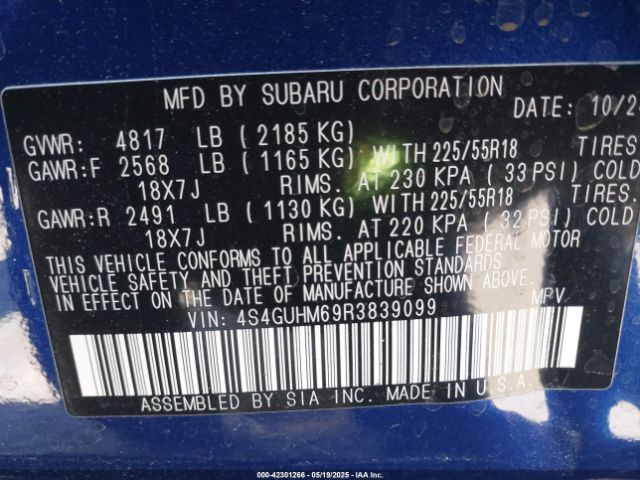 MFD BY SUBARU CORPORATION DATE: 10/2
GVWR: 4817 LB ( 2185 KG)
GAWR:F 2568 LB ( 1165 KG) WITH 225/55R18 TIRES
18X7J RIMS. AT 230 KPA ( 33 PSI) COLD
GAWR:R 2491 LB ( 1130 KG) WITH 225/55R18 TIRES.
18X7J RIMS. AT 220 KPA ( 32 PSI) COLD
THIS VEHICLE CONFORMS TO ALL APPLICABLE FEDERAL MOTOR
VEHICLE SAFETY AND THEFT PREVENTION STANDARDS
IN EFFECT ON THE DATE OF MANUFACTURE SHOWN ABOVE.
VIN: 4S4GUHM69R3839099 MPV
ASSEMBLED BY SIA INC. MADE IN U.S.A.
000-42301266 - 05/19/2025 - IAA Inc.